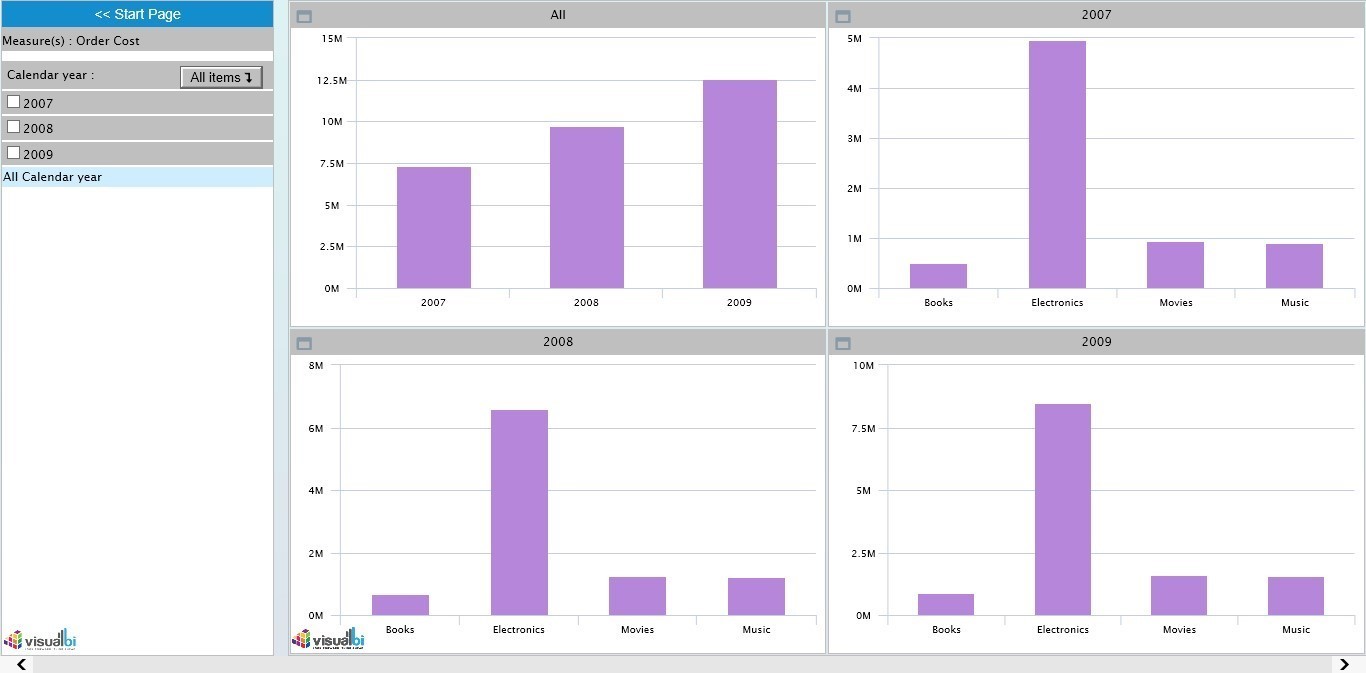 << Start Page
Measure(s) : Order Cost
Calendar year :
All items
2007
2008
2009
All Calendar year
visualbi
All
15M
12.5M
10M
7.5M
5M
2.5M
0M
2007 2008 2009
2007
5M
4M
3M
2M
1M
0M
Books Electronics Movies Music
2008
8M
6M
4M
2M
0M
Books Electronics Movies Music
visualbi
2009
10M
7.5M
5M
2.5M
0M
Books Electronics Movies Music